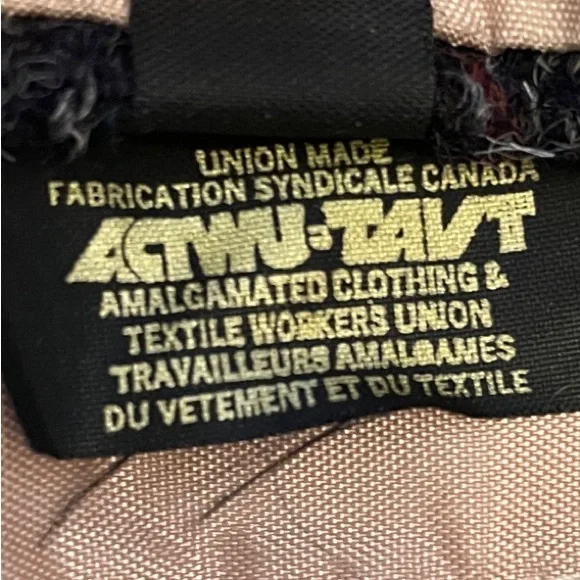 UNION MADE
FABRICATION SYNDICALE CANADA
ACTWU-TAVT
AMALGAMATED CLOTHING &
TEXTILE WORKERS UNION
TRAVAILLEURS AMALGAMES
DU VETEMENT ET DU TEXTILE